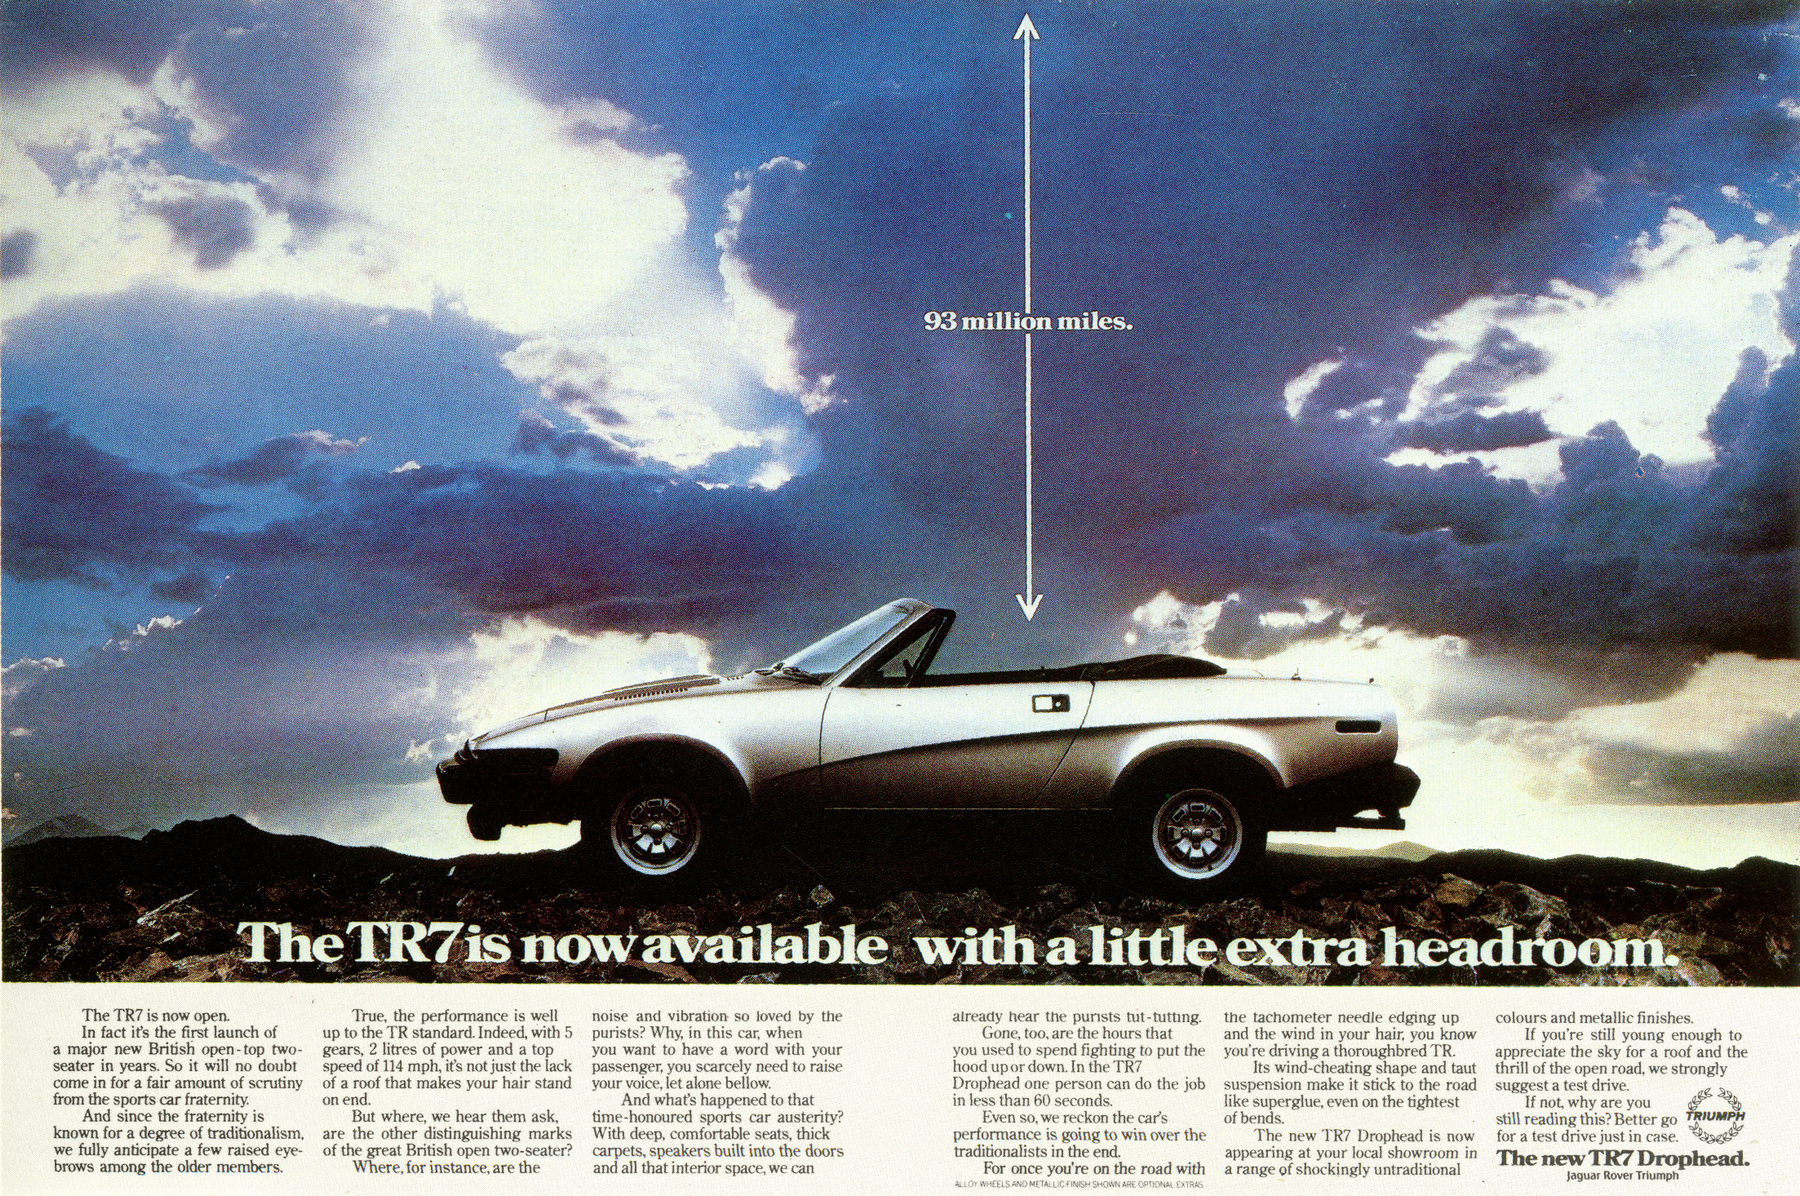 93 million miles.
The TR7 is now available with a little extra headroom.
The TR7 is now open.
In fact it's the first launch of
a major new British open-top two-
seater in years. So it will no doubt
come in for a fair amount of scrutiny
from the sports car fraternity.
And since the fraternity is
known for a degree of traditionalism,
we fully anticipate a few raised eye-
brows among the older members.
True, the performance is well
up to the TR standard. Indeed, with 5
gears, 2 litres of power and a top
speed of 114 mph, it's not just the lack
of a roof that makes your hair stand
on end.
But where, we hear them ask,
are the other distinguishing marks
of the great British open two-seater?
Where, for instance, are the
noise and vibration so loved by the
purists? Why, in this car, when
you want to have a word with your
passenger, you scarcely need to raise
your voice, let alone bellow.
And what's happened to that
time-honoured sports car austerity?
With deep, comfortable seats, thick
carpets, speakers built into the doors
and all that interior space, we can
already hear the purists tut-tutting.
Gone, too, are the hours that
you used to spend fighting to put the
hood up or down. In the TR7
Drophead one person can do the job
in less than 60 seconds.
Even so, we reckon the car's
performance is going to win over the
traditionalists in the end.
For once you're on the road with
ALLOY WHEELS AND METALLIC FINISH SHOWN ARE OPTIONAL EXTRAS
the tachometer needle edging up
and the wind in your hair, you know
you're driving a thoroughbred TR.
Its wind-cheating shape and taut
suspension make it stick to the road
like superglue, even on the tightest
of bends.
The new TR7 Drophead is now
appearing at your local showroom in
a range of shockingly untraditional
colours and metallic finishes.
If you're still young enough to
appreciate the sky for a roof and the
thrill of the open road, we strongly
suggest a test drive.
If not, why are you
still reading this? Better go
for a test drive just in case.
TRIUMPH
The new TR7 Drophead.
Jaguar Rover Triumph